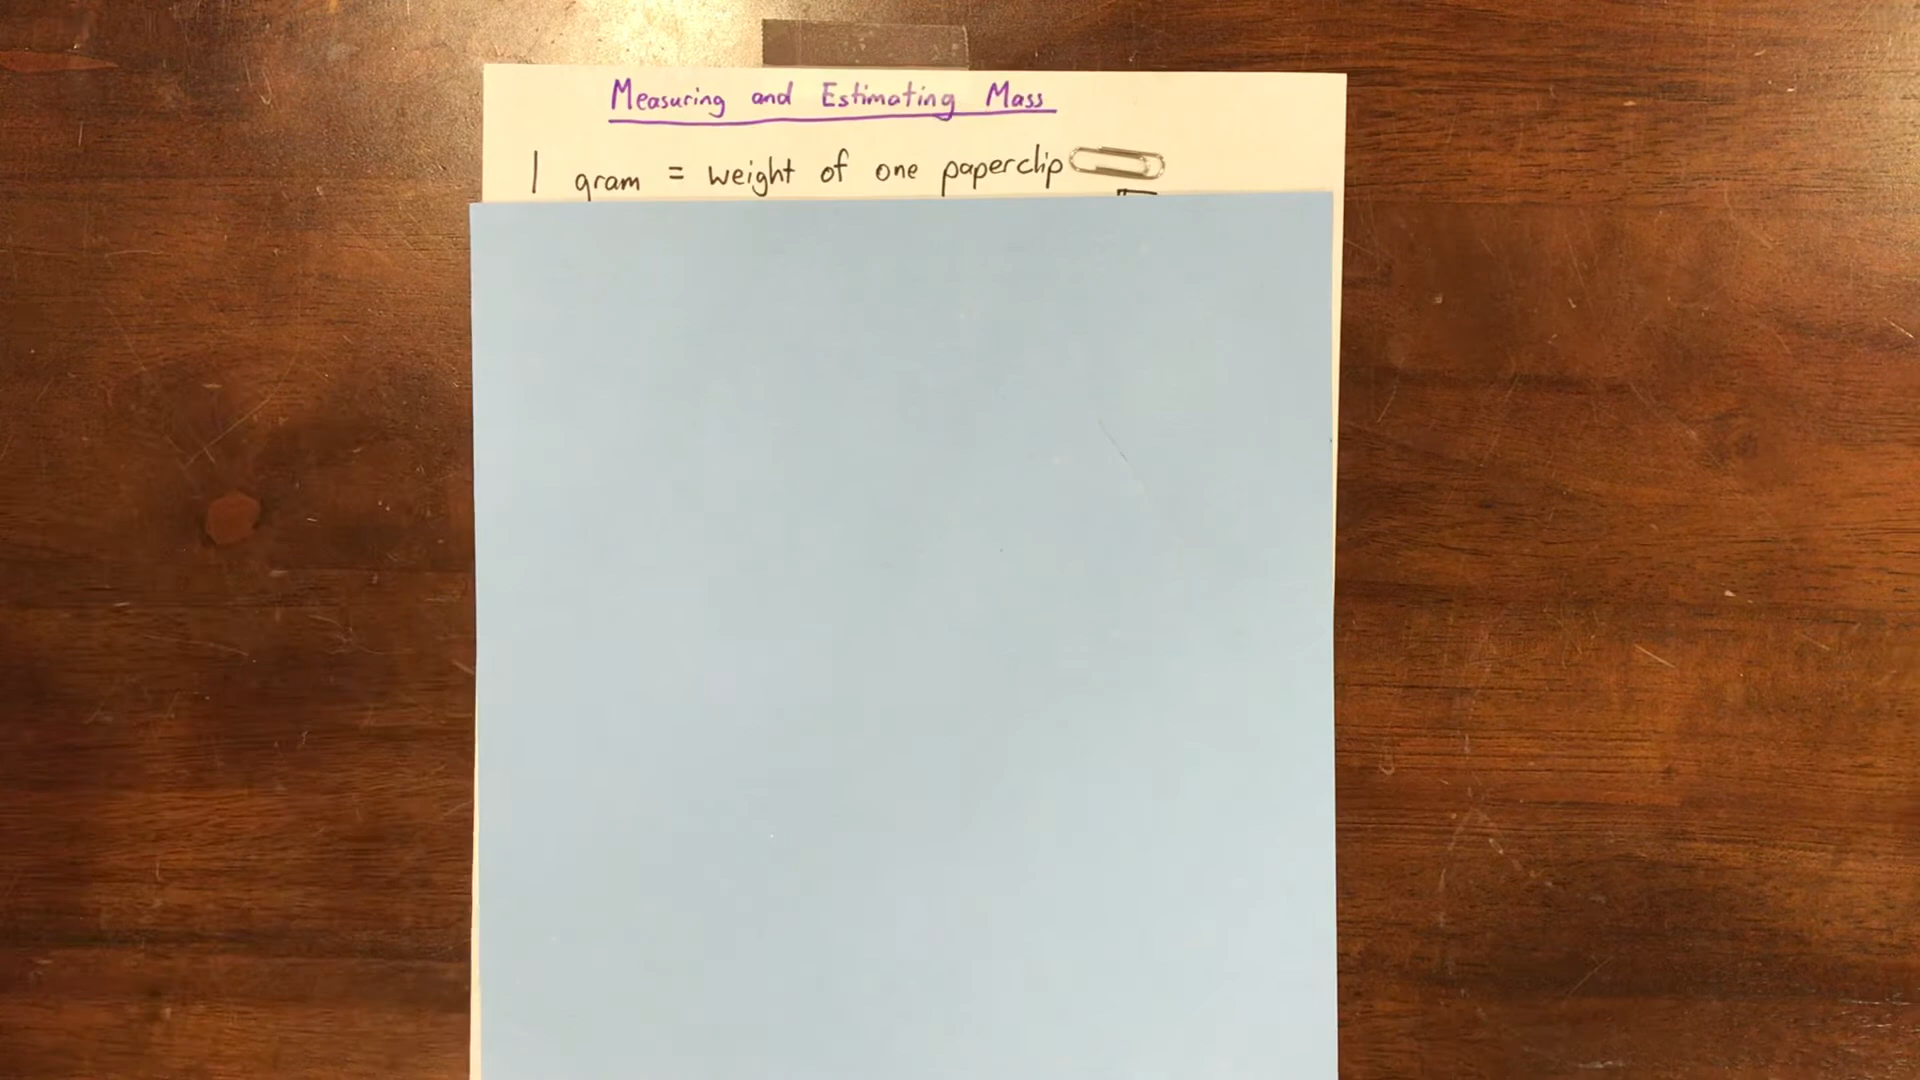 Measuring and Estimating Mass
1 gram = weight of one paperclip